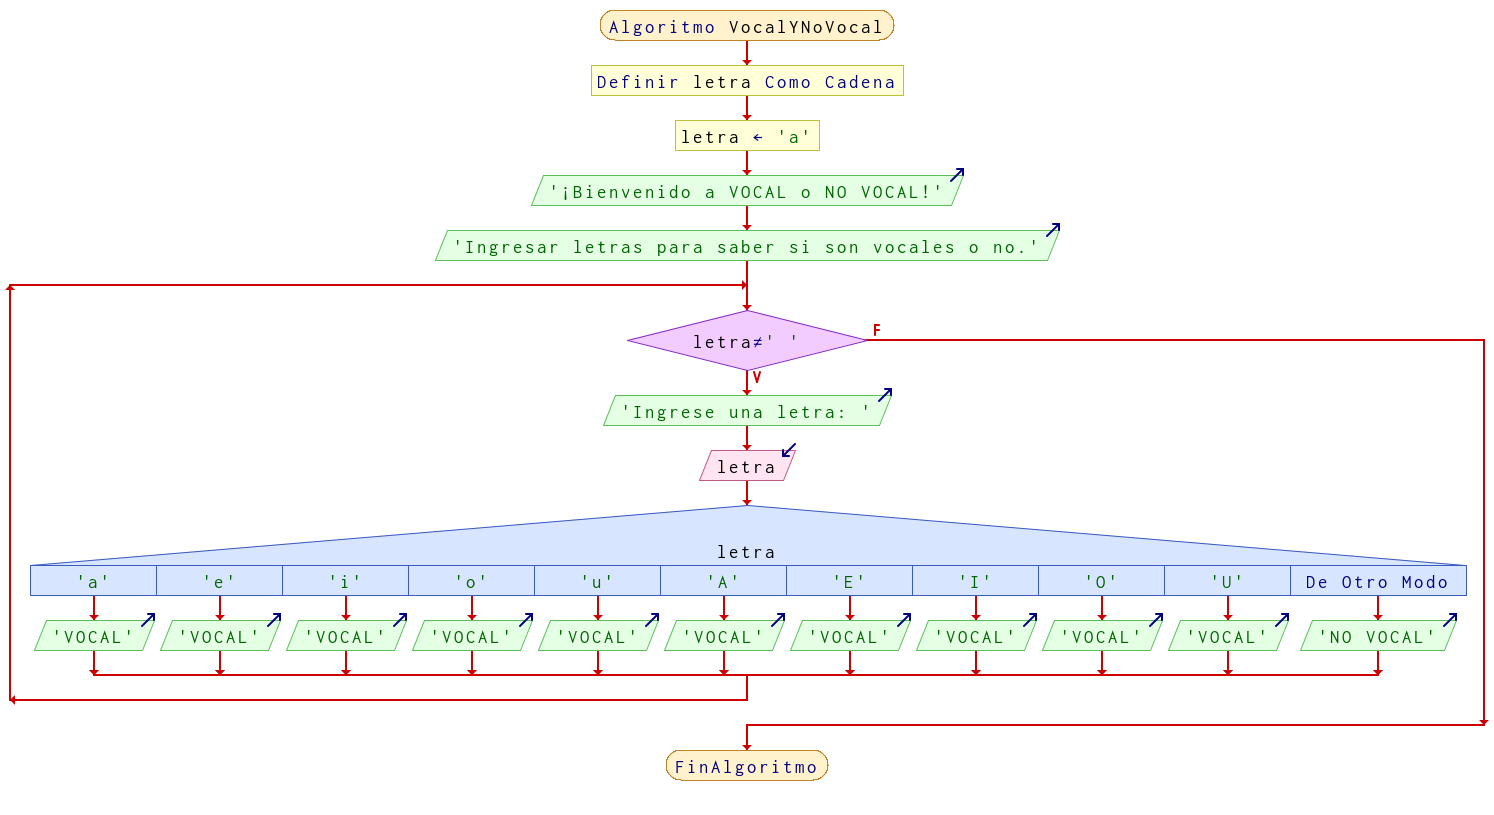 Algoritmo VocalYNoVocal
Definir letra Como Cadena
letra ← 'a'
'¡Bienvenido a VOCAL o NO VOCAL!'
'Ingresar letras para saber si son vocales o no.'
letra≠' '
F
V
'Ingrese una letra: '
letra
letra
'a' 'e' 'i' 'o' 'u' 'A' 'E' 'I' 'O' 'U' De Otro Modo
'VOCAL' 'VOCAL' 'VOCAL' 'VOCAL' 'VOCAL' 'VOCAL' 'VOCAL' 'VOCAL' 'VOCAL' 'VOCAL' 'NO VOCAL'
FinAlgoritmo